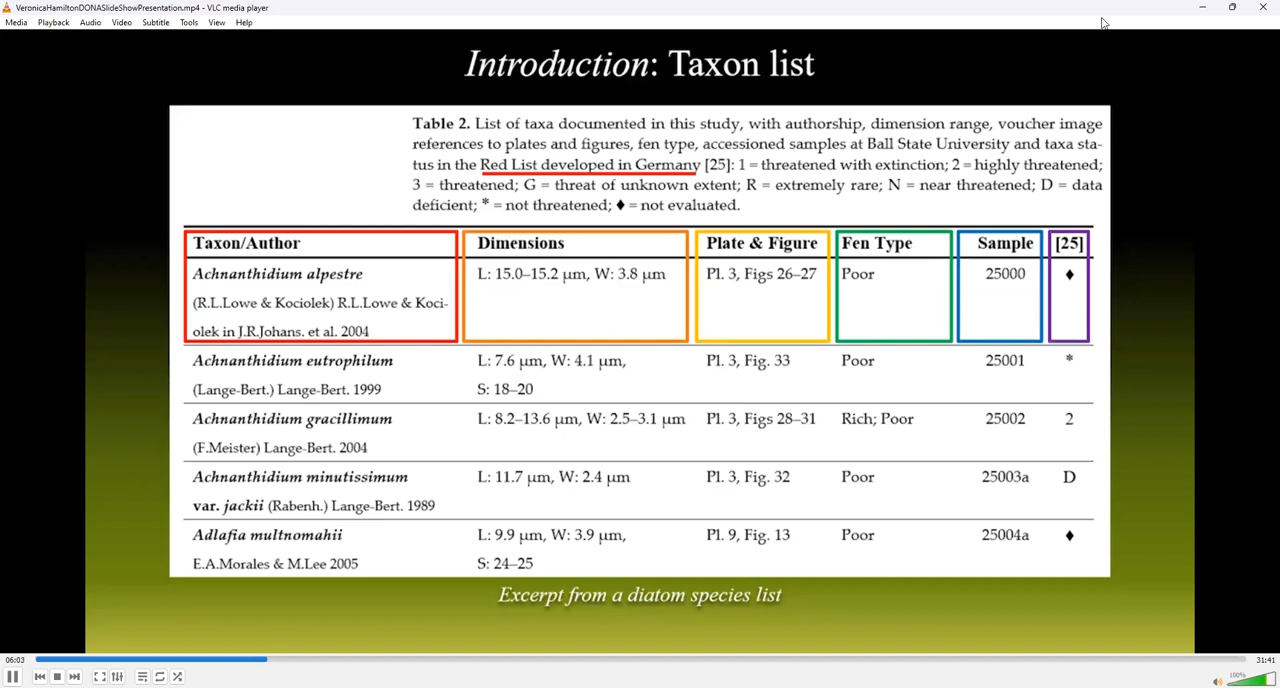 VeronicaHamiltonDONASlideShowPresentation.mp4 - VLC media player
Media Playback Audio Video Subtitle Tools View Help
Introduction: Taxon list
Table 2. List of taxa documented in this study, with authorship, dimension range, voucher image
references to plates and figures, fen type, accessioned samples at Ball State University and taxa sta-
tus in the Red List developed in Germany [25]: 1 = threatened with extinction; 2 = highly threatened;
3 = threatened; G = threat of unknown extent; R = extremely rare; N = near threatened; D = data
deficient; * = not threatened; ♦ = not evaluated.
Taxon/Author Dimensions Plate & Figure Fen Type Sample [25]
Achnanthidium alpestre L: 15.0–15.2 µm, W: 3.8 µm Pl. 3, Figs 26–27 Poor 25000 ♦
(R.L.Lowe & Kociolek) R.L.Lowe & Koci-
olek in J.R.Johans. et al. 2004
Achnanthidium eutrophilum L: 7.6 µm, W: 4.1 µm, Pl. 3, Fig. 33 Poor 25001 *
(Lange-Bert.) Lange-Bert. 1999 S: 18–20
Achnanthidium gracillimum L: 8.2–13.6 µm, W: 2.5–3.1 µm Pl. 3, Figs 28–31 Rich; Poor 25002 2
(F.Meister) Lange-Bert. 2004
Achnanthidium minutissimum L: 11.7 µm, W: 2.4 µm Pl. 3, Fig. 32 Poor 25003a D
var. jackii (Rabenh.) Lange-Bert. 1989
Adlafia multnomahii L: 9.9 µm, W: 3.9 µm, Pl. 9, Fig. 13 Poor 25004a ♦
E.A.Morales & M.Lee 2005 S: 24–25
Excerpt from a diatom species list
06:03 31:41
100%